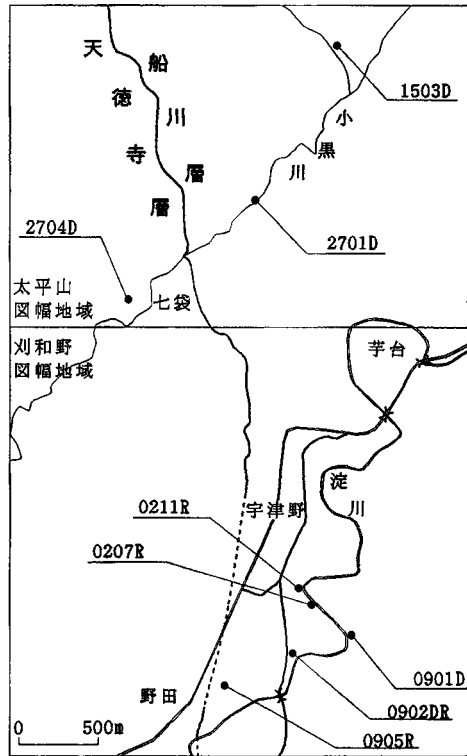 天徳寺層
船川層
1503D
小黒川
2701D
2704D
太平山
図幅地域
七袋
刈和野
図幅地域
芋台
淀川
宇津野
0211R
0207R
0901D
0902DR
野田
0905R
0 500m